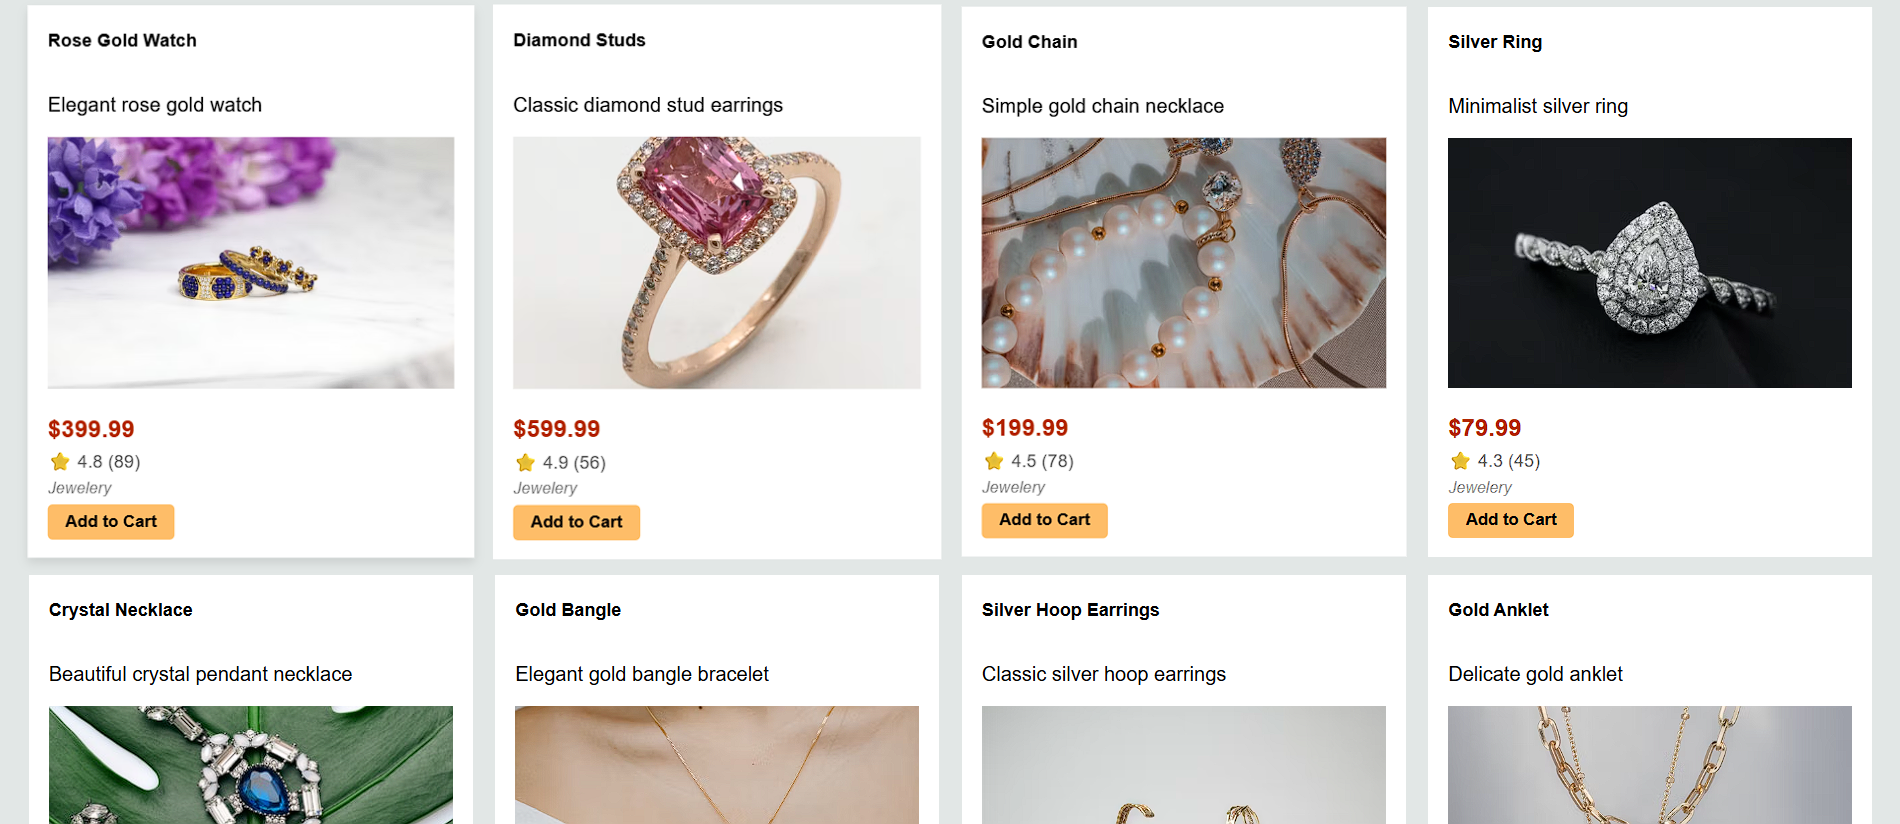 Rose Gold Watch
Elegant rose gold watch
$399.99
4.8 (89)
Jewelery
Add to Cart
Diamond Studs
Classic diamond stud earrings
$599.99
4.9 (56)
Jewelery
Add to Cart
Gold Chain
Simple gold chain necklace
$199.99
4.5 (78)
Jewelery
Add to Cart
Silver Ring
Minimalist silver ring
$79.99
4.3 (45)
Jewelery
Add to Cart
Crystal Necklace
Beautiful crystal pendant necklace
Gold Bangle
Elegant gold bangle bracelet
Silver Hoop Earrings
Classic silver hoop earrings
Gold Anklet
Delicate gold anklet